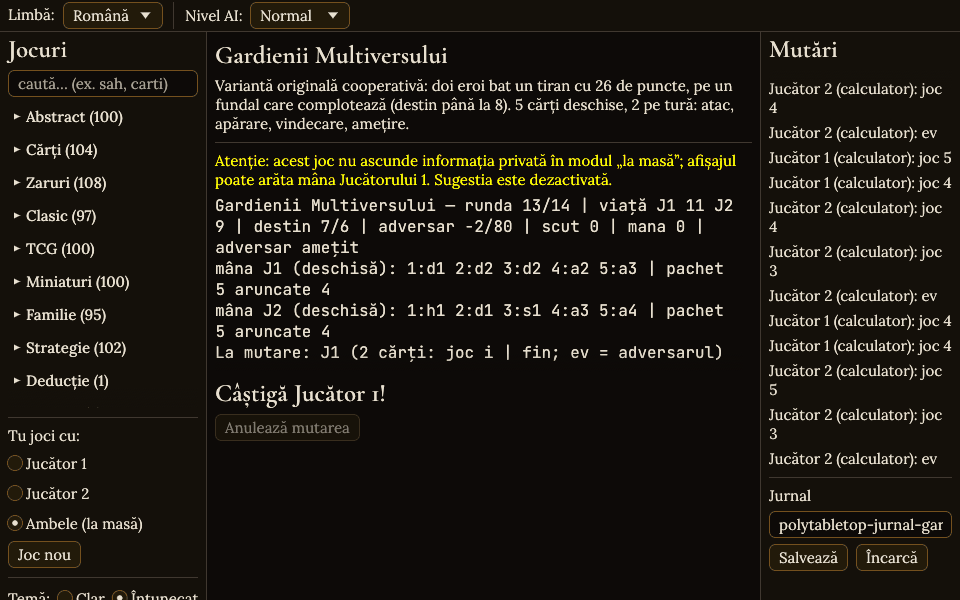 Limbă: Română ▼ Nivel AI: Normal ▼
Jocuri
caută... (ex. sah, carti)
▸ Abstract (100)
▸ Cărți (104)
▸ Zaruri (108)
▸ Clasic (97)
▸ TCG (100)
▸ Miniaturi (100)
▸ Familie (95)
▸ Strategie (102)
▸ Deducție (1)
Tu joci cu:
Jucător 1
Jucător 2
Ambele (la masă)
Joc nou
Temă: Clar Întunecat
Gardienii Multiversului
Variantă originală cooperativă: doi eroi bat un tiran cu 26 de puncte, pe un
fundal care complotează (destin până la 8). 5 cărți deschise, 2 pe tură: atac,
apărare, vindecare, amețire.
Atenție: acest joc nu ascunde informația privată în modul „la masă”; afișajul
poate arăta mâna Jucătorului 1. Sugestia este dezactivată.
Gardienii Multiversului — runda 13/14 | viață J1 11 J2
9 | destin 7/6 | adversar -2/80 | scut 0 | mana 0 |
adversar amețit
mâna J1 (deschisă): 1:d1 2:d2 3:d2 4:a2 5:a3 | pachet
5 aruncate 4
mâna J2 (deschisă): 1:h1 2:d1 3:s1 4:a3 5:a4 | pachet
5 aruncate 4
La mutare: J1 (2 cărți: joc i | fin; ev = adversarul)
Câștigă Jucător 1!
Anulează mutarea
Mutări
Jucător 2 (calculator): joc
4
Jucător 2 (calculator): ev
Jucător 1 (calculator): joc 5
Jucător 1 (calculator): joc 4
Jucător 2 (calculator): joc
4
Jucător 2 (calculator): joc
3
Jucător 2 (calculator): ev
Jucător 1 (calculator): joc 4
Jucător 1 (calculator): joc 4
Jucător 2 (calculator): joc
5
Jucător 2 (calculator): joc
3
Jucător 2 (calculator): ev
Jurnal
polytabletop-jurnal-gar
Salvează Încarcă